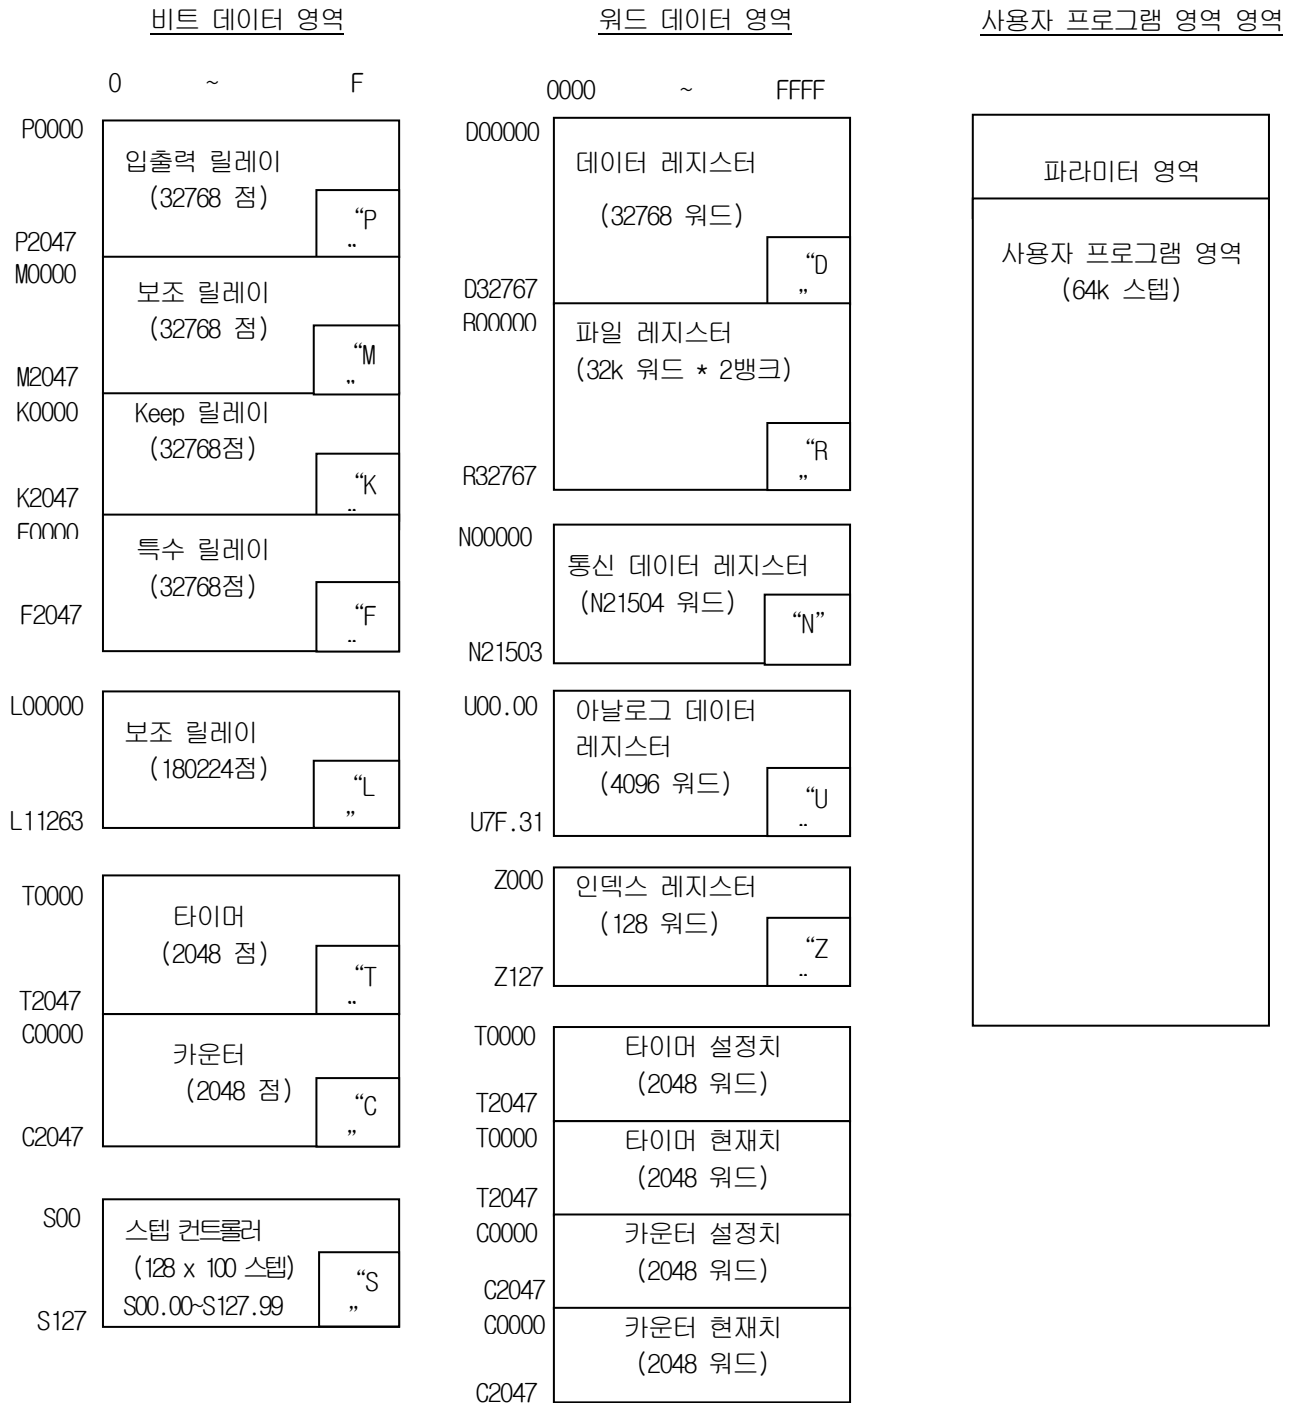 비트 데이터 영역
0 ~ F
P0000
입출력 릴레이
(32768 점)
“P
”
P2047
M0000
보조 릴레이
(32768 점)
“M
”
M2047
K0000
Keep 릴레이
(32768점)
“K
”
K2047
F0000
특수 릴레이
(32768점)
“F
”
F2047
L00000
보조 릴레이
(180224점)
“L
”
L11263
T0000
타이머
(2048 점)
“T
”
T2047
C0000
카운터
(2048 점)
“C
”
C2047
S00
스텝 컨트롤러
(128 x 100 스텝)
S00.00~S127.99
“S
”
S127
워드 데이터 영역
0000 ~ FFFF
D00000
데이터 레지스터
(32768 워드)
“D
”
D32767
R00000
파일 레지스터
(32k 워드 * 2뱅크)
“R
”
R32767
N00000
통신 데이터 레지스터
(N21504 워드)
“N”
N21503
U00.00
아날로그 데이터
레지스터
(4096 워드)
“U
”
U7F.31
Z000
인덱스 레지스터
(128 워드)
“Z
”
Z127
T0000
타이머 설정치
(2048 워드)
T2047
T0000
타이머 현재치
(2048 워드)
T2047
C0000
카운터 설정치
(2048 워드)
C2047
C0000
카운터 현재치
(2048 워드)
C2047
사용자 프로그램 영역 영역
파라미터 영역
사용자 프로그램 영역
(64k 스텝)